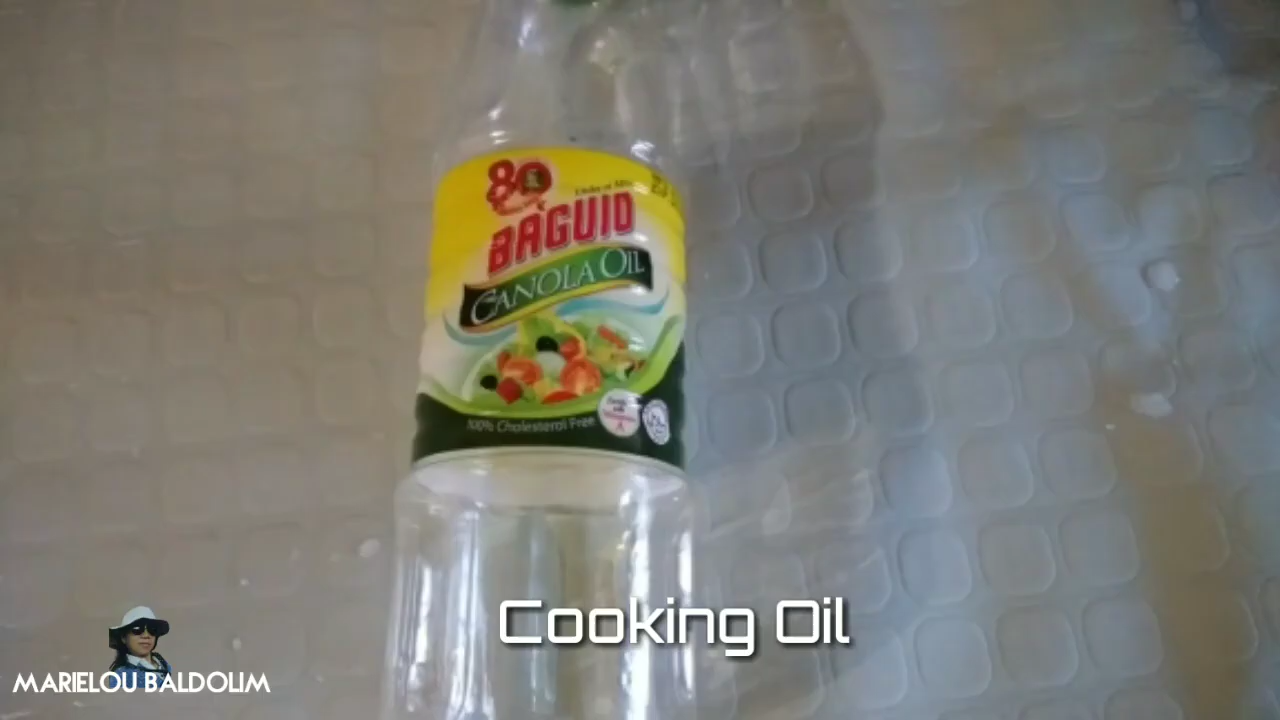 80
BAGUIO
CANOLA OIL
100% Cholesterol Free
Cooking Oil
MARIELOU BALDOLIM